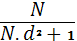 N
N. d² + 1